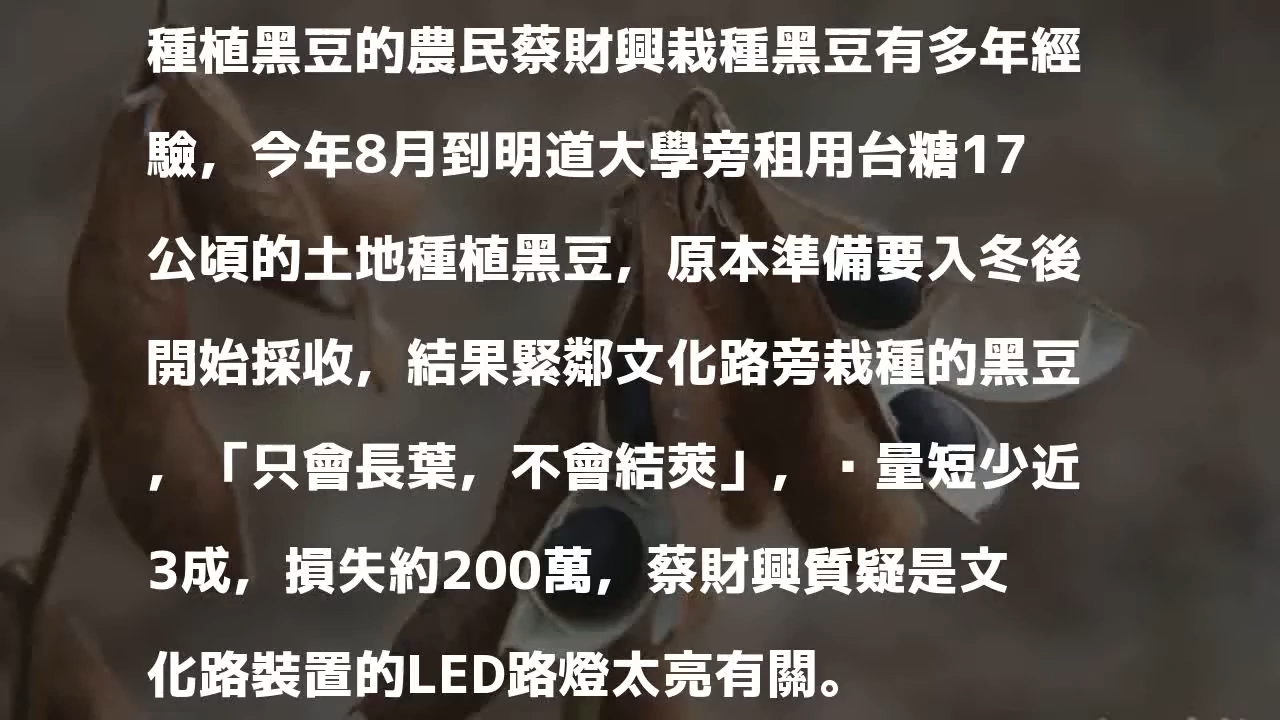 種植黑豆的農民蔡財興栽種黑豆有多年經
驗，今年8月到明道大學旁租用台糖17
公頃的土地種植黑豆，原本準備要入冬後
開始採收，結果緊鄰文化路旁栽種的黑豆
，「只會長葉，不會結莢」，▪量短少近
3成，損失約200萬，蔡財興質疑是文
化路裝置的LED路燈太亮有關。